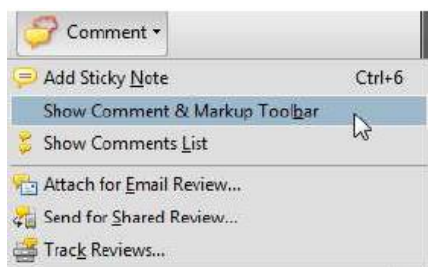 Comment
Add Sticky Note Ctrl+6
Show Comment & Markup Toolbar
Show Comments List
Attach for Email Review...
Send for Shared Review...
Track Reviews...